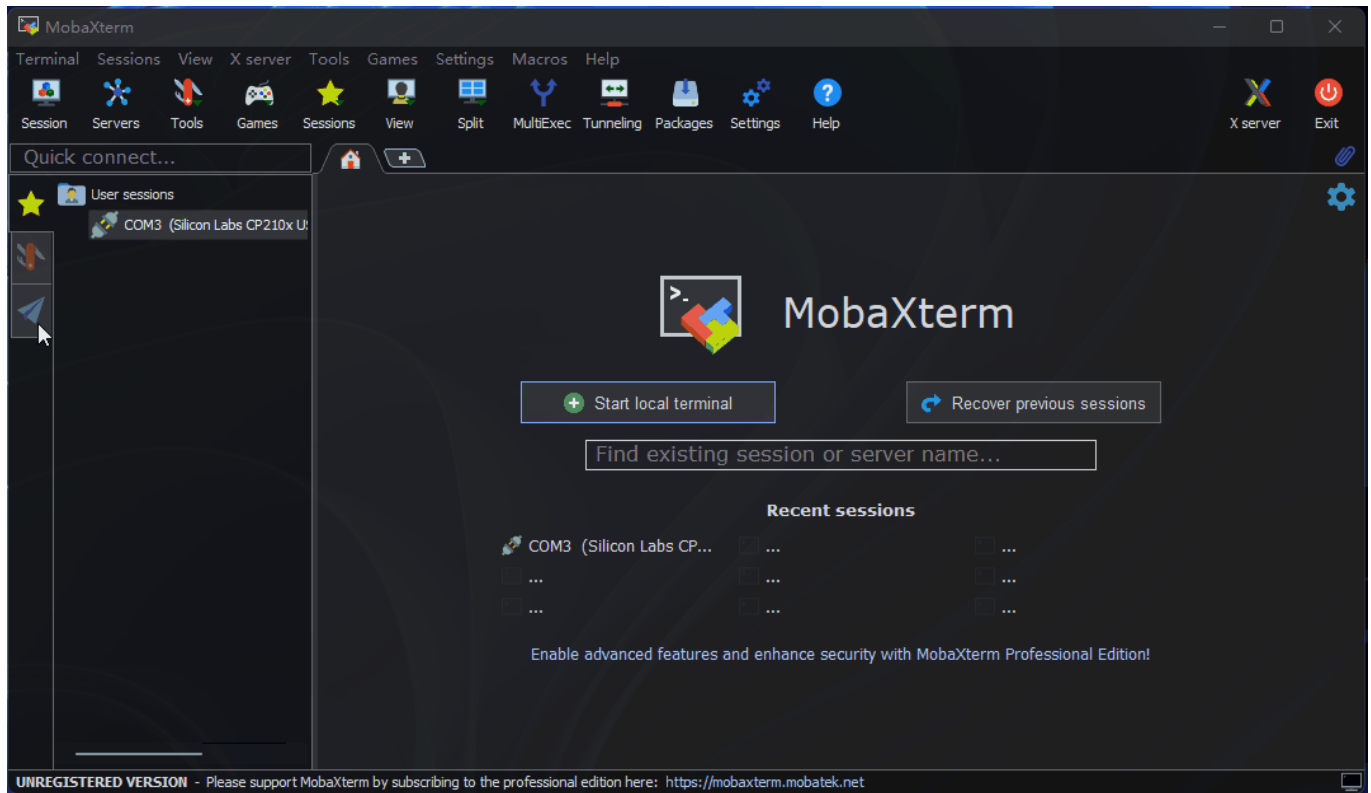 MobaXterm
Terminal Sessions View X server Tools Games Settings Macros Help
Session Servers Tools Games Sessions View Split MultiExec Tunneling Packages Settings Help X server Exit
Quick connect...
User sessions
COM3 (Silicon Labs CP210x
>_
MobaXterm
Start local terminal Recover previous sessions
Find existing session or server name...
Recent sessions
COM3 (Silicon Labs CP... ... ...
... ... ...
... ... ...
Enable advanced features and enhance security with MobaXterm Professional Edition!
UNREGISTERED VERSION - Please support MobaXterm by subscribing to the professional edition here: https://mobaxterm.mobatek.net